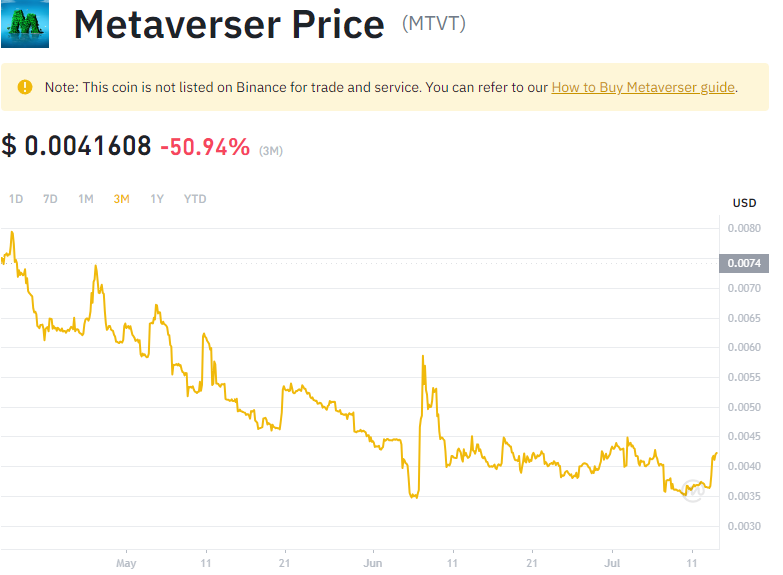 Metaverser Price (MTVT)
Note: This coin is not listed on Binance for trade and service. You can refer to our How to Buy Metaverser guide.
$ 0.0041608 -50.94% (3M)
1D 7D 1M 3M 1Y YTD
USD
0.0080
0.0074
0.0070
0.0065
0.0060
0.0055
0.0050
0.0045
0.0040
0.0035
0.0030
May 11 21 Jun 11 21 Jul 11